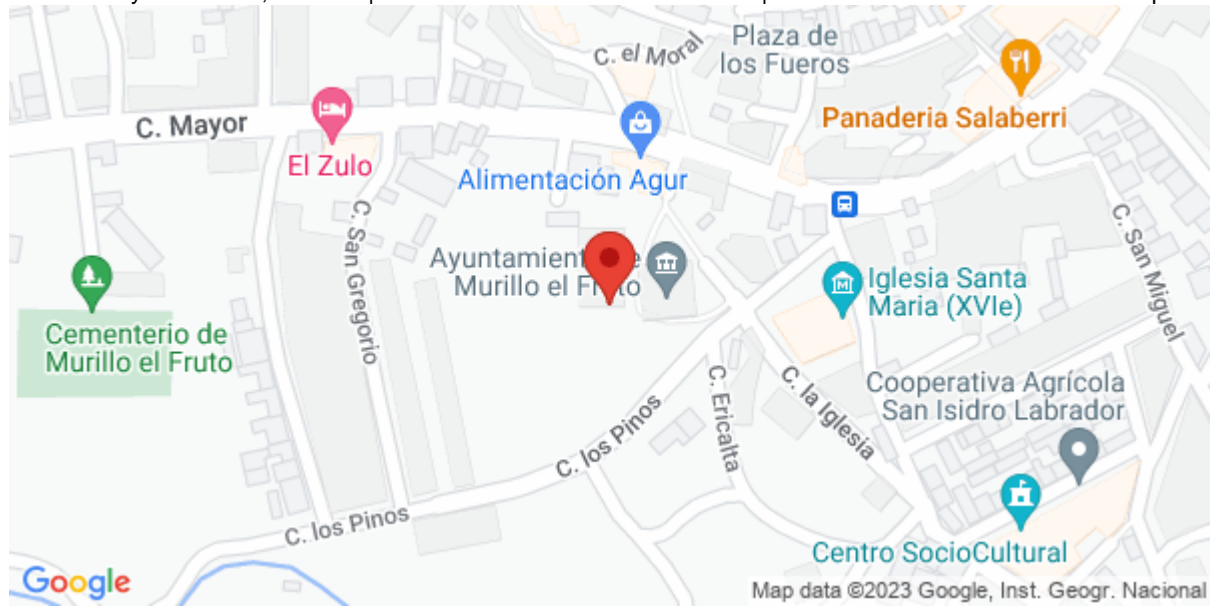 C. el Moral
Plaza de
los Fueros
Panaderia Salaberri
C. Mayor
El Zulo
Alimentación Agur
C. San Gregorio
Ayuntamiento de
Murillo el Fruto
Iglesia Santa
Maria (XVIe)
C. San Miguel
Cementerio de
Murillo el Fruto
Cooperativa Agrícola
San Isidro Labrador
C. Ericalta
C. la Iglesia
C. los Pinos
C. los Pinos
Centro SocioCultural
Google
Map data ©2023 Google, Inst. Geogr. Nacional